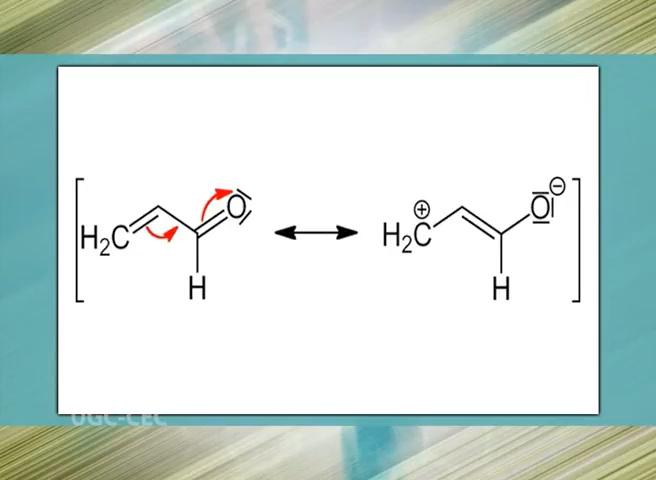 H₂C O H H₂C ⊕ O ⊖ H
UGC-CEC